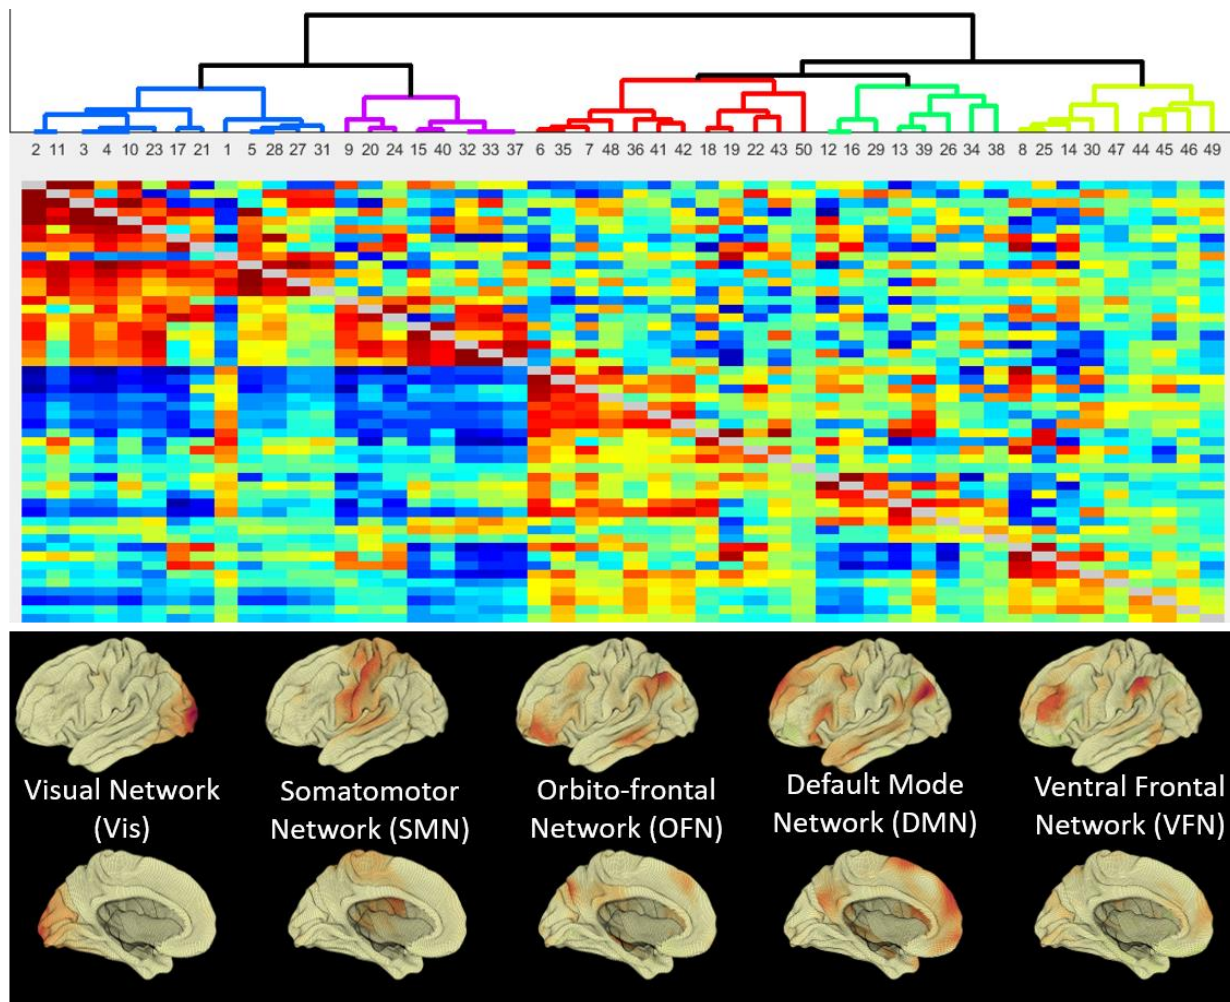 2 11 3 4 10 23 17 21 1 5 28 27 31 9 20 24 15 40 32 33 37 6 35 7 48 36 41 42 18 19 22 43 50 12 16 29 13 39 26 34 38 8 25 14 30 47 44 45 46 49
Visual Network
(Vis)
Somatomotor
Network (SMN)
Orbito-frontal
Network (OFN)
Default Mode
Network (DMN)
Ventral Frontal
Network (VFN)